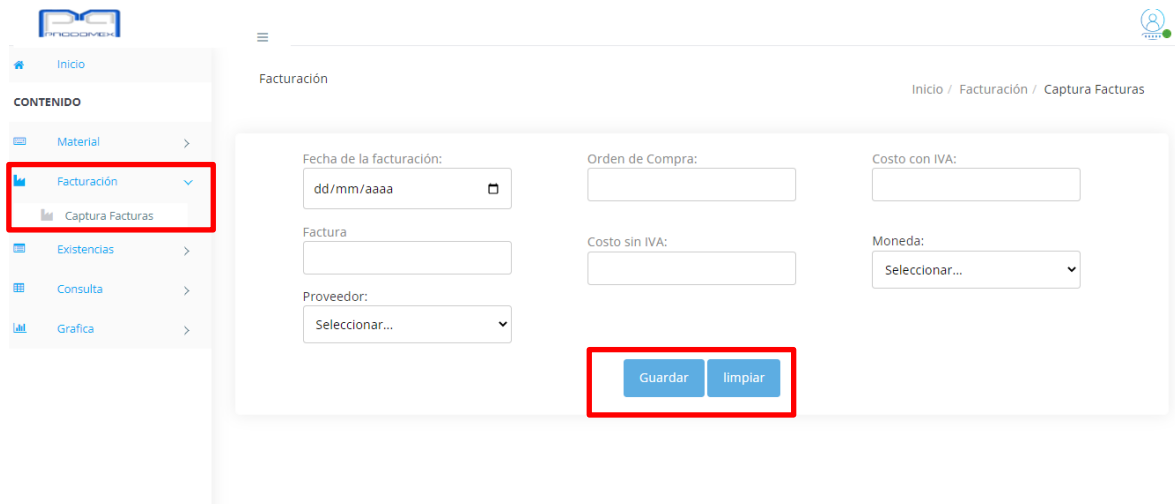 PRODOMEX
Inicio
CONTENIDO
Material
Facturación
Captura Facturas
Existencias
Consulta
Grafica
Facturación
Inicio / Facturación / Captura Facturas
Fecha de la facturación:
dd/mm/aaaa
Factura
Proveedor:
Seleccionar...
Orden de Compra:
Costo sin IVA:
Costo con IVA:
Moneda:
Seleccionar...
Guardar
limpiar